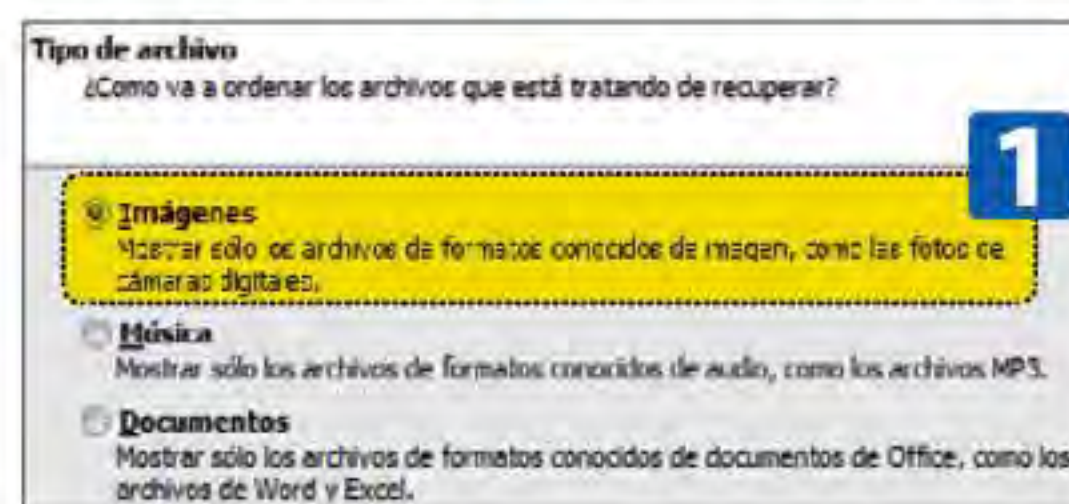 Tipo de archivo
¿Como va a ordenar los archivos que está tratando de recuperar?
1
Imágenes
Mostrar sólo los archivos de formatos conocidos de imagen, como las fotos de
cámaras digitales.
Música
Mostrar sólo los archivos de formatos conocidos de audio, como los archivos MP3.
Documentos
Mostrar sólo los archivos de formatos conocidos de documentos de Office, como los
archivos de Word y Excel.